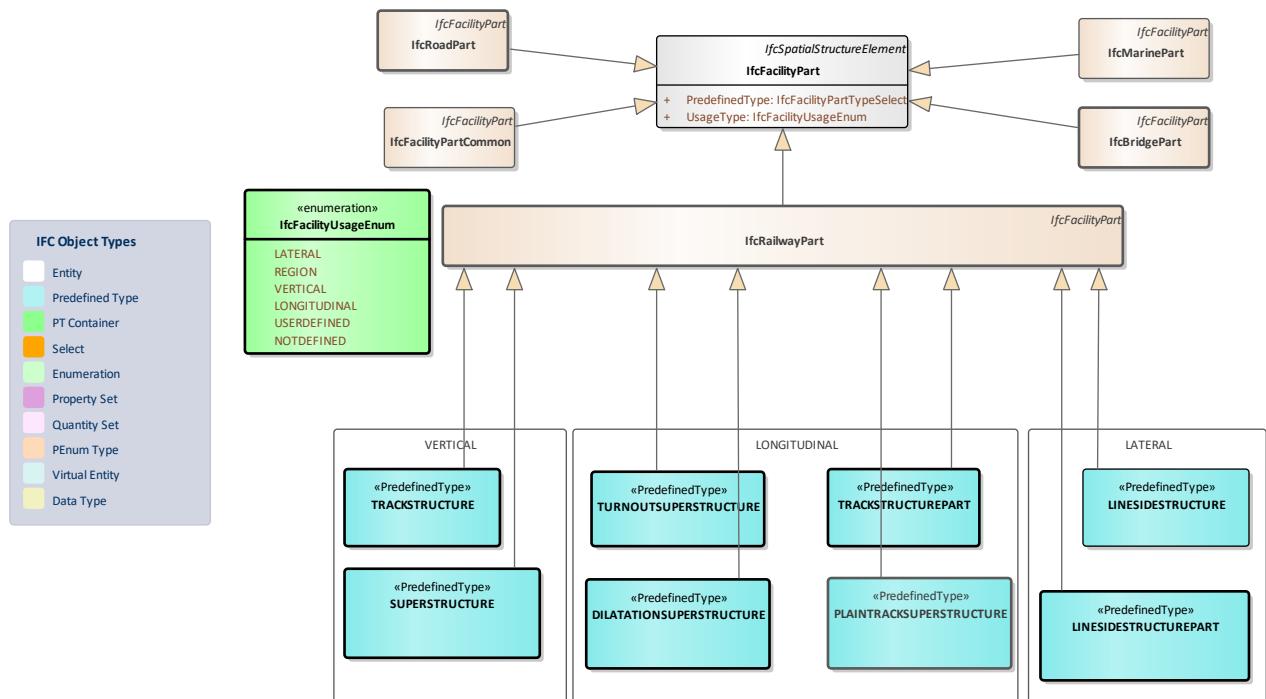 IfcFacilityPart
IfcRoadPart
IfcSpatialStructureElement
IfcFacilityPart
+ PredefinedType: IfcFacilityPartTypeSelect
+ UsageType: IfcFacilityUsageEnum
IfcFacilityPart
IfcMarinePart
IfcFacilityPart
IfcFacilityPartCommon
IfcFacilityPart
IfcBridgePart
«enumeration»
IfcFacilityUsageEnum
LATERAL
REGION
VERTICAL
LONGITUDINAL
USERDEFINED
NOTDEFINED
IfcFacilityPart
IfcRailwayPart
IFC Object Types
Entity
Predefined Type
PT Container
Select
Enumeration
Property Set
Quantity Set
PEnum Type
Virtual Entity
Data Type
VERTICAL
«PredefinedType»
TRACKSTRUCTURE
«PredefinedType»
SUPERSTRUCTURE
LONGITUDINAL
«PredefinedType»
TURNOUTSUPERSTRUCTURE
«PredefinedType»
TRACKSTRUCTUREPART
«PredefinedType»
DILATATIONSUPERSTRUCTURE
«PredefinedType»
PLAINTRACKSUPERSTRUCTURE
LATERAL
«PredefinedType»
LINESIDESTRUCTURE
«PredefinedType»
LINESIDESTRUCTUREPART